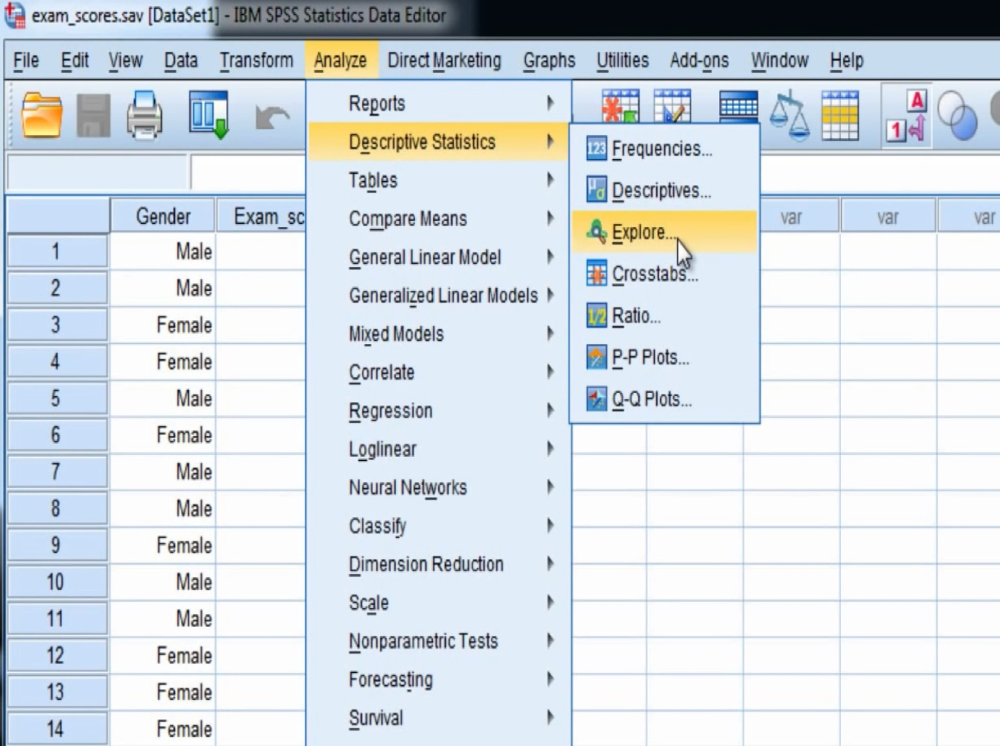 exam_scores.sav [DataSet1] - IBM SPSS Statistics Data Editor
File Edit View Data Transform Analyze Direct Marketing Graphs Utilities Add-ons Window Help
A
1
Reports
Descriptive Statistics
Tables
Compare Means
General Linear Model
Generalized Linear Models
Mixed Models
Correlate
Regression
Loglinear
Neural Networks
Classify
Dimension Reduction
Scale
Nonparametric Tests
Forecasting
Survival
123 Frequencies...
μ σ Descriptives...
Explore...
Crosstabs...
1/2 Ratio...
P-P Plots...
Q-Q Plots...
Gender Exam_sc var var var
1 Male
2 Male
3 Female
4 Female
5 Male
6 Female
7 Male
8 Male
9 Female
10 Male
11 Male
12 Female
13 Female
14 Female